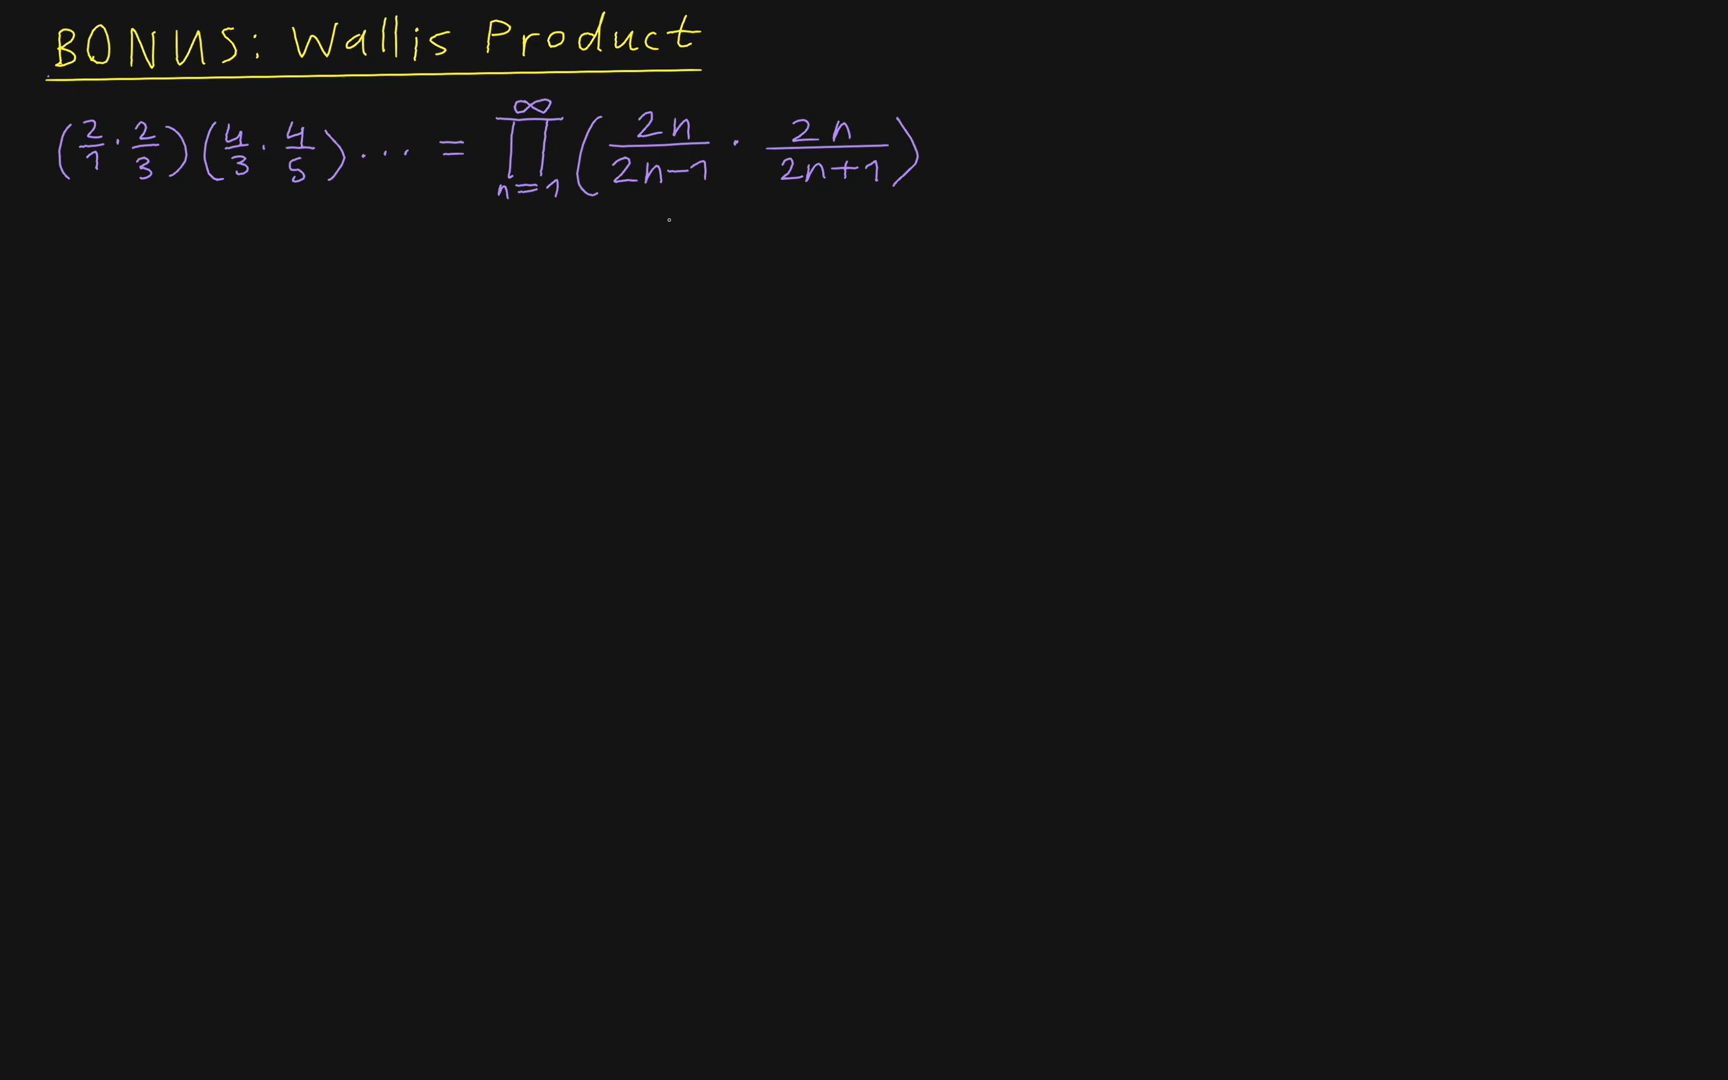 BONUS: Wallis Product
(2/1 · 2/3)(4/3 · 4/5)... = ∏_{n=1}^{∞} (2n/(2n-1) · 2n/(2n+1))